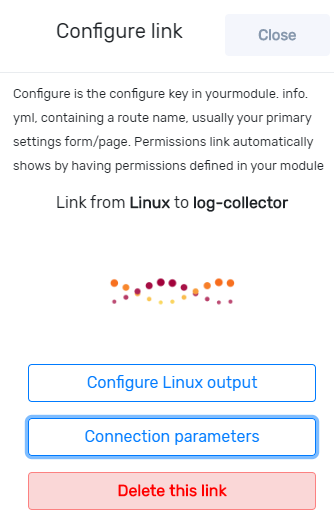 Configure link
Close
Configure is the configure key in yourmodule. info.
yml, containing a route name, usually your primary
settings form/page. Permissions link automatically
shows by having permissions defined in your module
Link from Linux to log-collector
Configure Linux output
Connection parameters
Delete this link